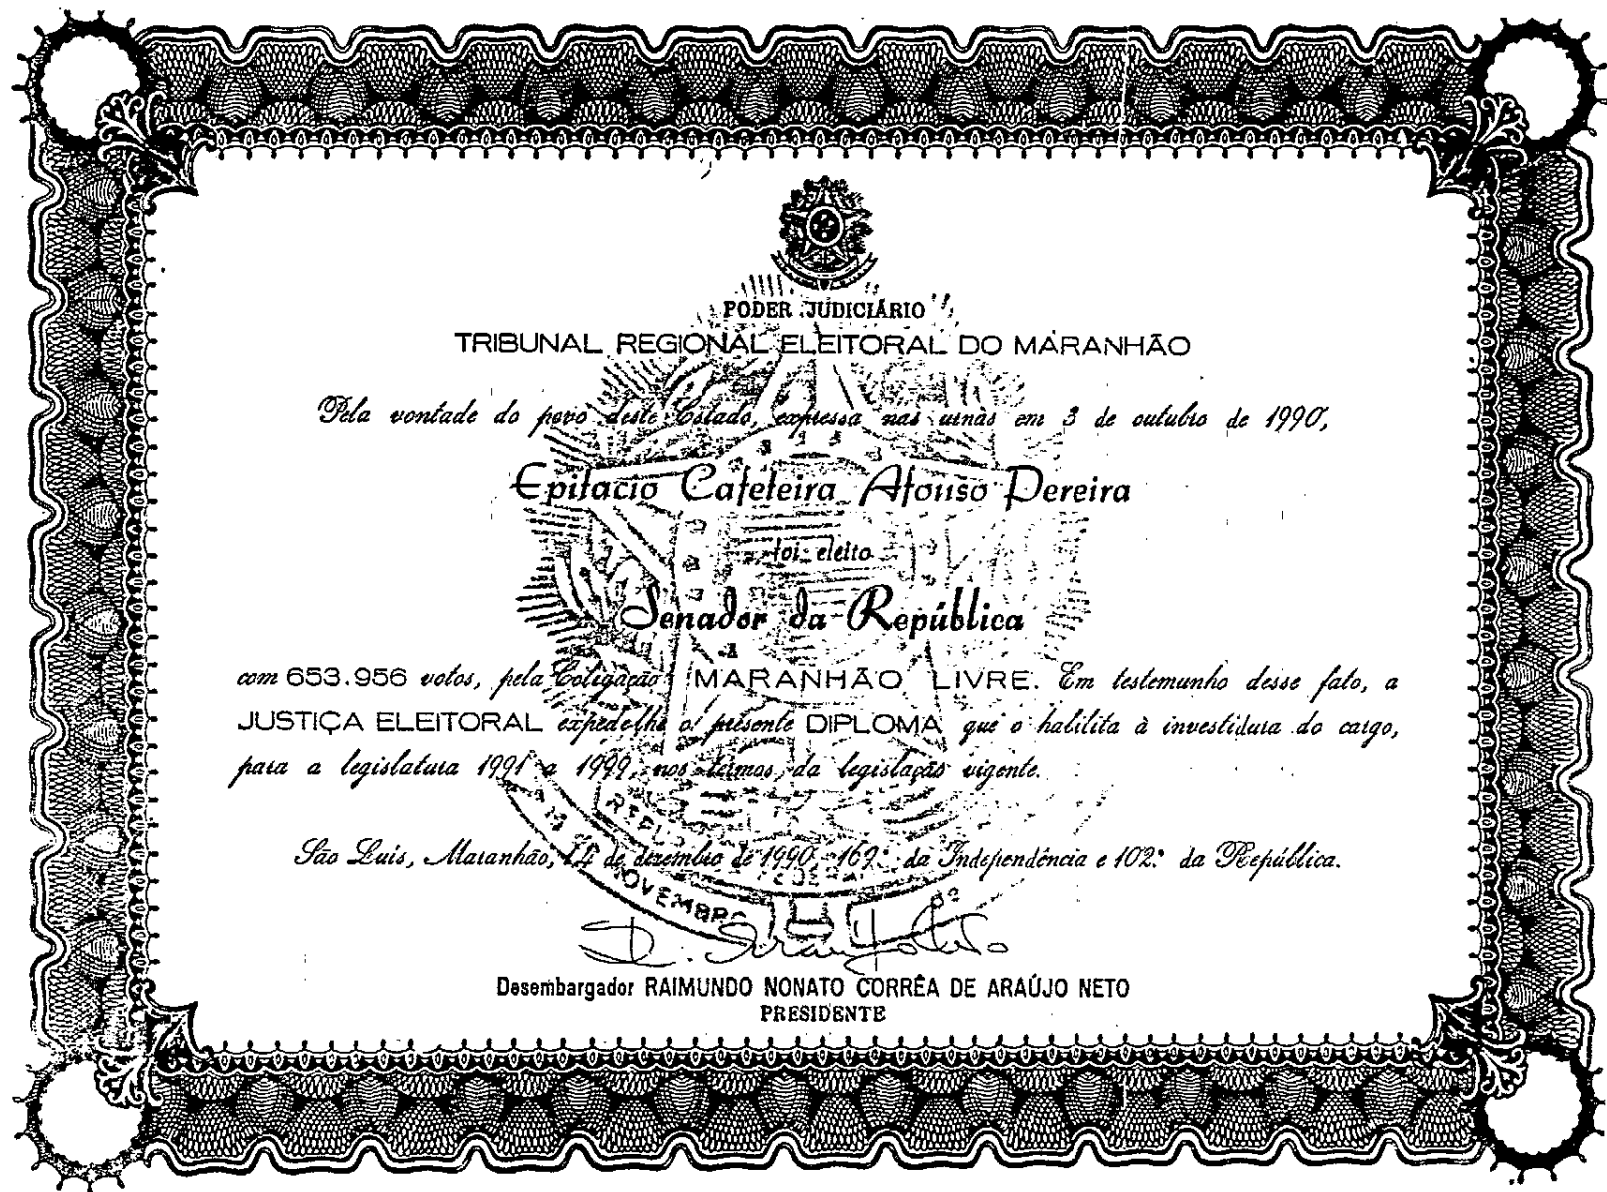 PODER JUDICIÁRIO
TRIBUNAL REGIONAL ELEITORAL DO MARANHÃO
Pela vontade do povo deste Estado, expressa nas urnas em 3 de outubro de 1990,
Epitacio Cafeteira Afonso Pereira
foi eleito
Senador da República
com 653.956 votos, pela Coligação MARANHÃO LIVRE. Em testemunho desse fato, a
JUSTIÇA ELEITORAL expede-lhe o presente DIPLOMA que o habilita à investidura do cargo,
para a legislatura 1991 a 1999, nos termos da legislação vigente.
São Luís, Maranhão, de dezembro de 1990, 169º da Independência e 102º da República.
NOVEMBRO
Desembargador RAIMUNDO NONATO CORRÊA DE ARAÚJO NETO
PRESIDENTE